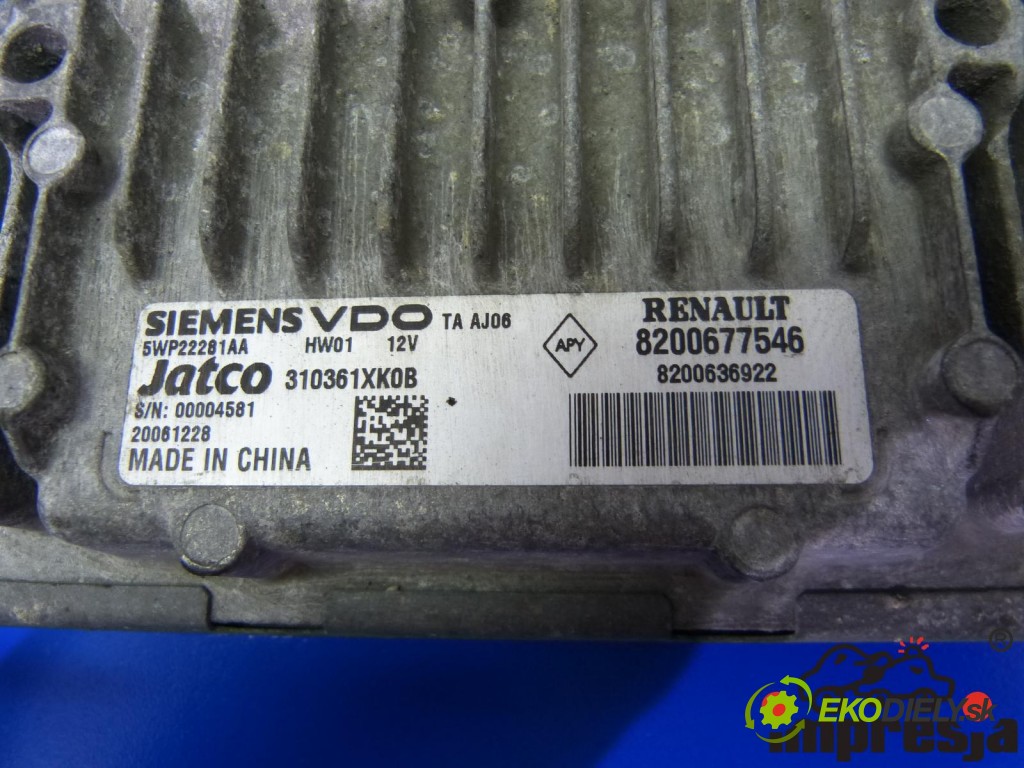 SIEMENS VDO TA AJ06
5WP22281AA HW01 12V
Jatco 310361XK0B
S/N: 00004581
20061228
MADE IN CHINA
APY
RENAULT
8200677546
8200636922
®
EKODIELY.sk
impresja